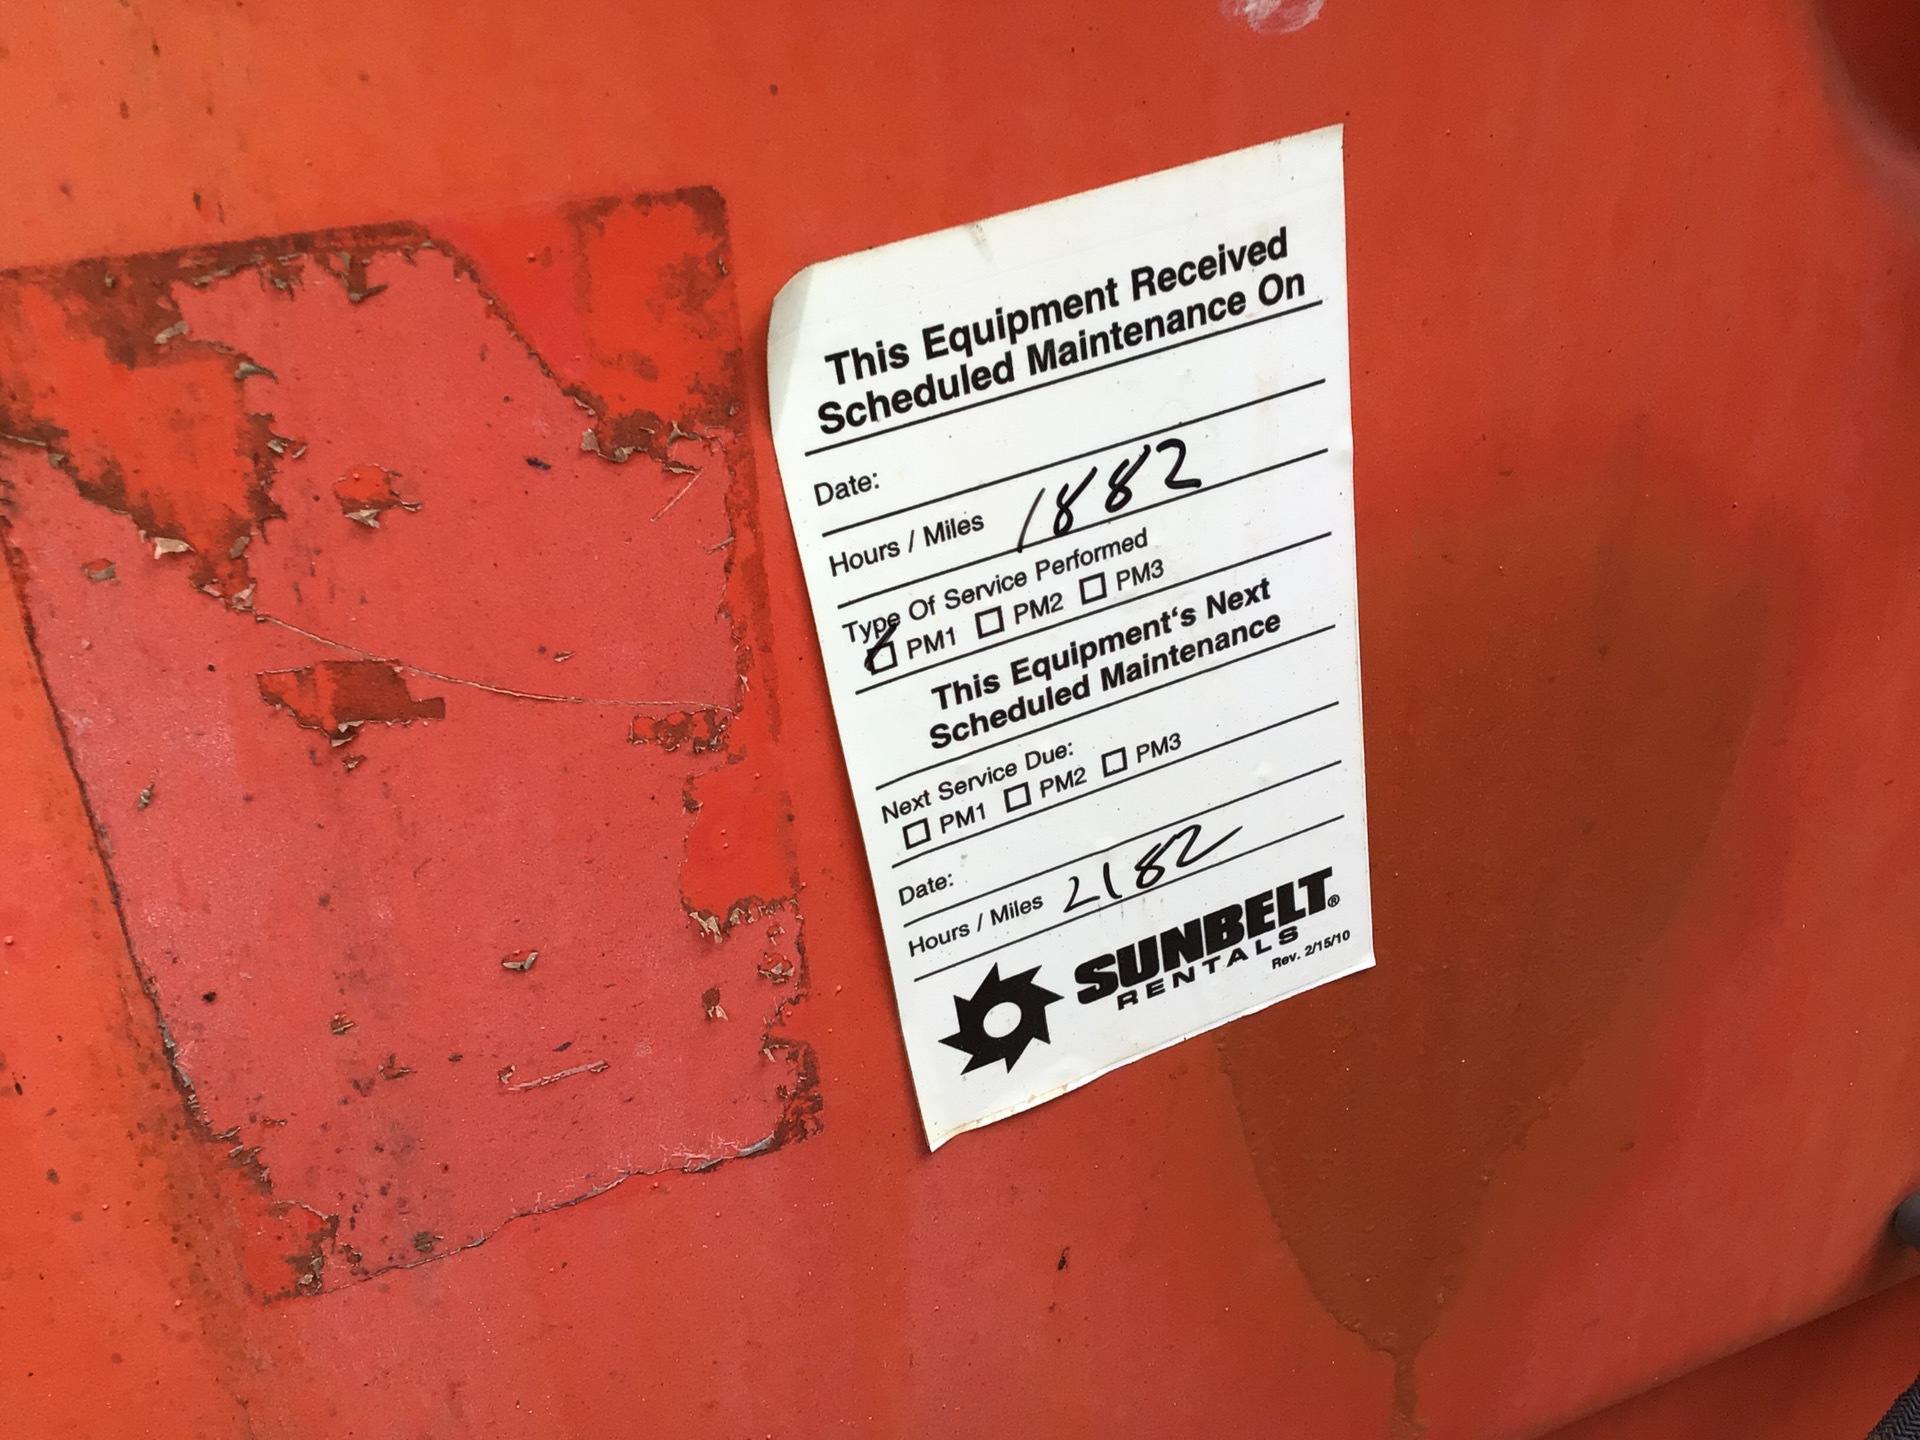 This Equipment Received
Scheduled Maintenance On
Date:
Hours / Miles 1882
Type Of Service Performed
PM1 PM2 PM3
This Equipment's Next
Scheduled Maintenance
Next Service Due:
PM1 PM2 PM3
Date:
Hours / Miles 2182
SUNBELT®
RENTALS
Rev. 2/15/10